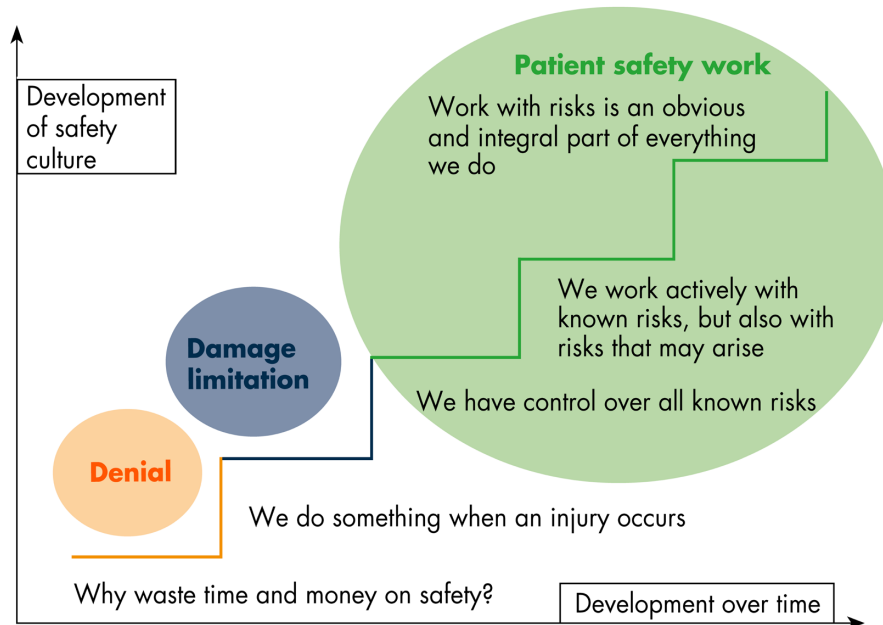 Patient safety work
Development
of safety
culture
Work with risks is an obvious
and integral part of everything
we do
We work actively with
known risks, but also with
risks that may arise
Damage
limitation
We have control over all known risks
Denial
We do something when an injury occurs
Why waste time and money on safety?
Development over time